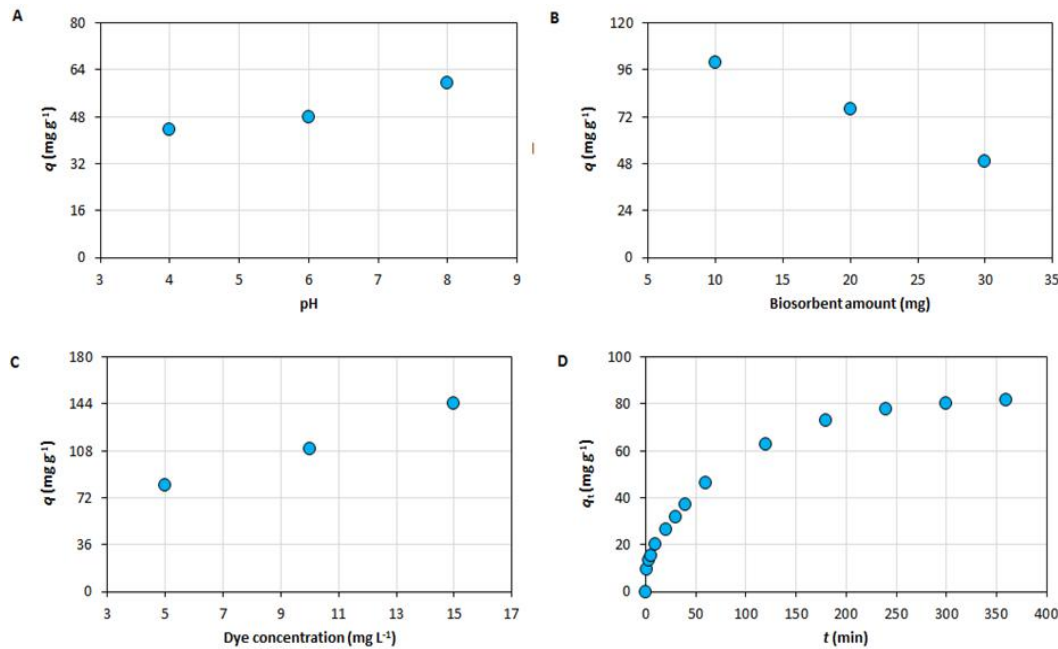 A
80
64
48
32
16
0
q (mg g⁻¹)
3 4 5 6 7 8 9
pH
B
120
96
72
48
24
0
q (mg g⁻¹)
5 10 15 20 25 30 35
Biosorbent amount (mg)
C
180
144
108
72
36
0
q (mg g⁻¹)
3 5 7 9 11 13 15 17
Dye concentration (mg L⁻¹)
D
100
80
60
40
20
0
qₜ (mg g⁻¹)
0 50 100 150 200 250 300 350 400
t (min)